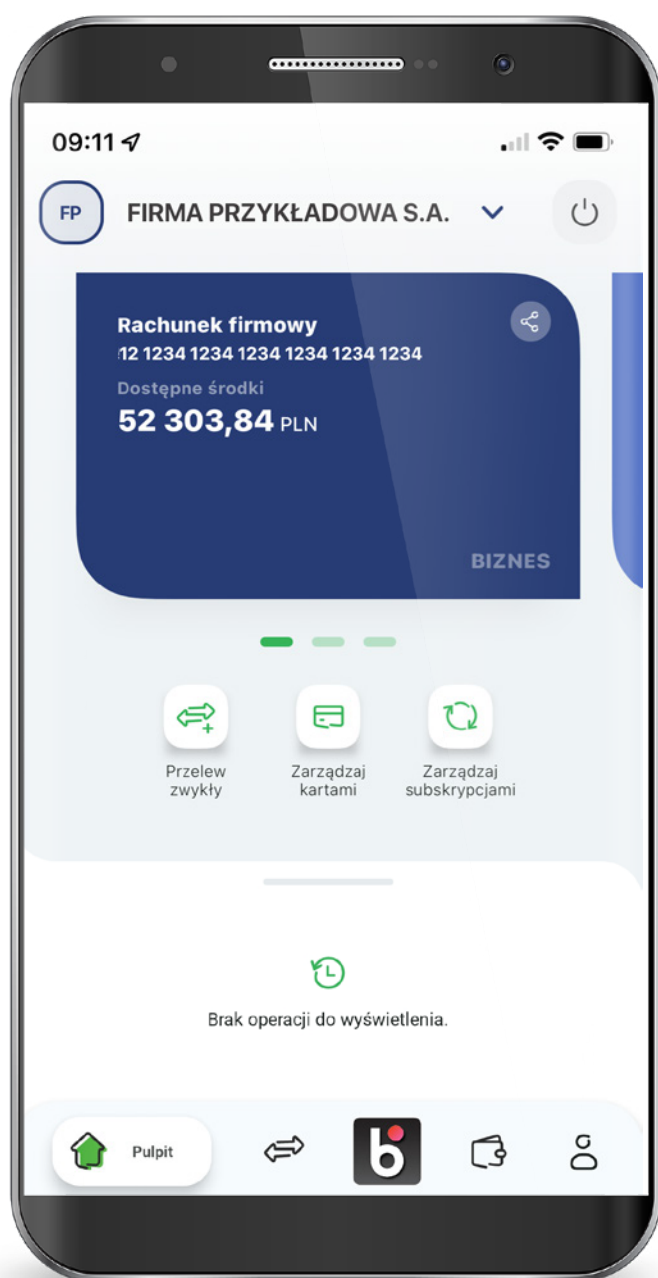 09:11
FP FIRMA PRZYKŁADOWA S.A.
Rachunek firmowy
12 1234 1234 1234 1234 1234 1234
Dostępne środki
52 303,84 PLN
BIZNES
Przelew zwykły
Zarządzaj kartami
Zarządzaj subskrypcjami
Brak operacji do wyświetlenia.
Pulpit
b